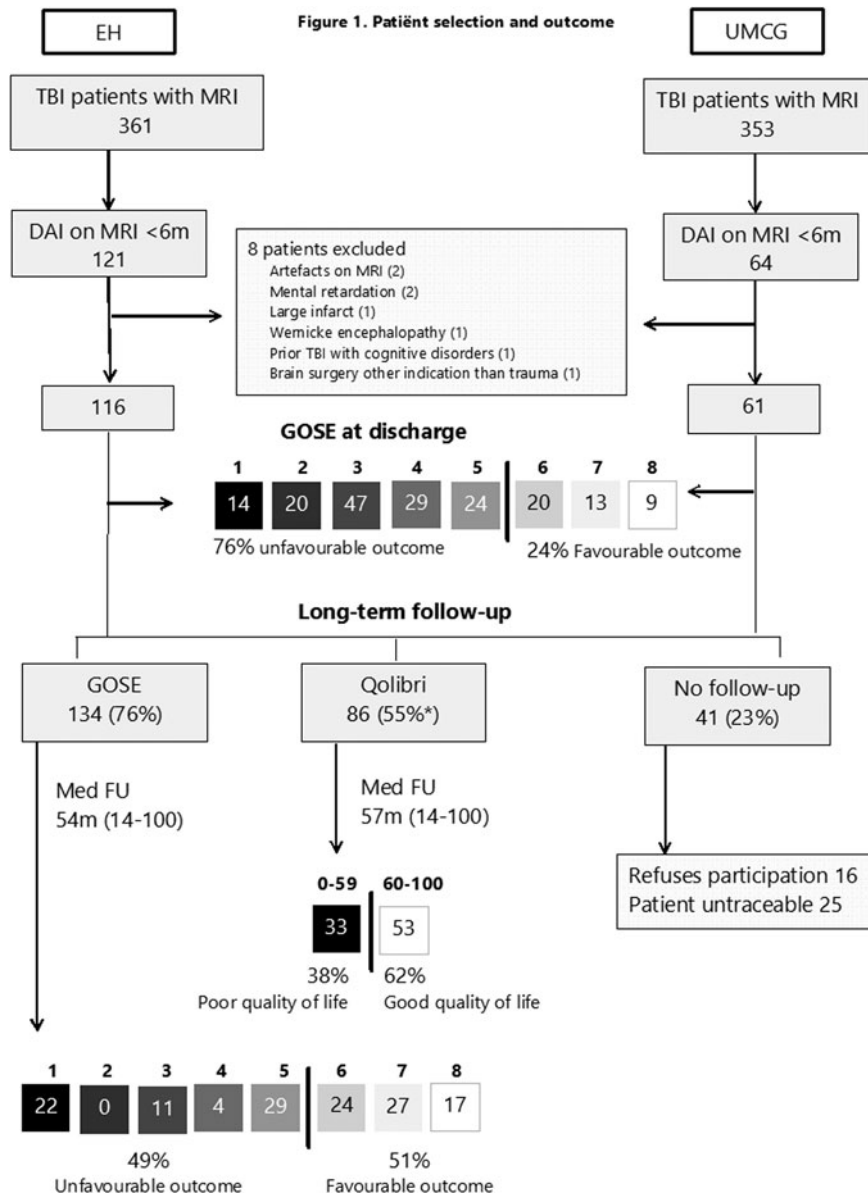 Figure 1. Patiënt selection and outcome
EH
UMCG
TBI patients with MRI
361
TBI patients with MRI
353
DAI on MRI <6m
121
DAI on MRI <6m
64
8 patients excluded
Artefacts on MRI (2)
Mental retardation (2)
Large infarct (1)
Wernicke encephalopathy (1)
Prior TBI with cognitive disorders (1)
Brain surgery other indication than trauma (1)
116
61
GOSE at discharge
1 2 3 4 5 6 7 8
14 20 47 29 24 20 13 9
76% unfavourable outcome
24% Favourable outcome
Long-term follow-up
GOSE
134 (76%)
Qolibri
86 (55%*)
No follow-up
41 (23%)
Med FU
54m (14-100)
Med FU
57m (14-100)
Refuses participation 16
Patient untraceable 25
0-59 60-100
33 53
38%
Poor quality of life
62%
Good quality of life
1 2 3 4 5 6 7 8
22 0 11 4 29 24 27 17
49%
Unfavourable outcome
51%
Favourable outcome